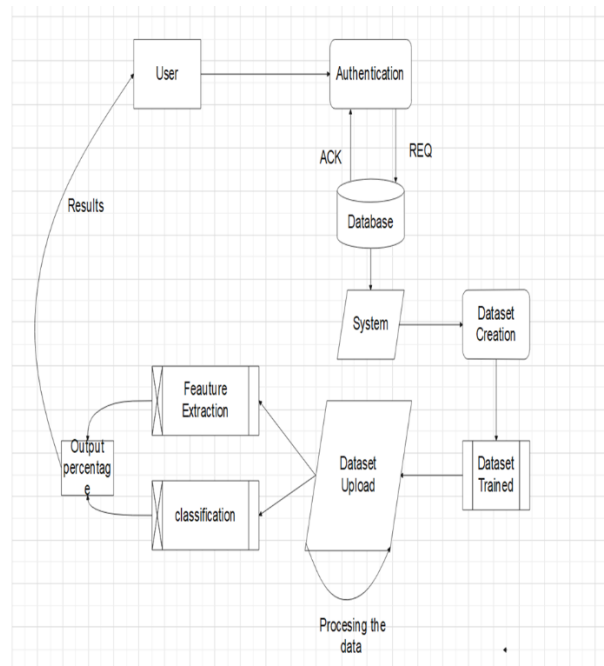 User
Authentication
ACK
REQ
Results
Database
System
Dataset
Creation
Feauture
Extraction
Output
percentag
e
Dataset
Upload
Dataset
Trained
classification
Procesing the
data